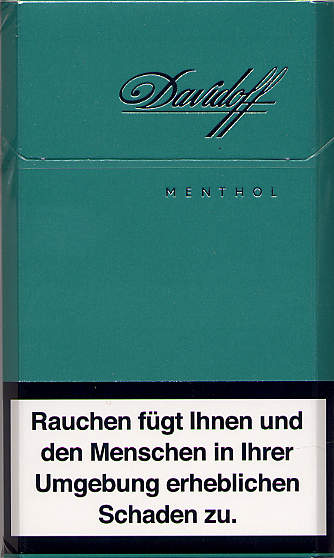 Davidoff
MENTHOL
Rauchen fügt Ihnen und
den Menschen in Ihrer
Umgebung erheblichen
Schaden zu.